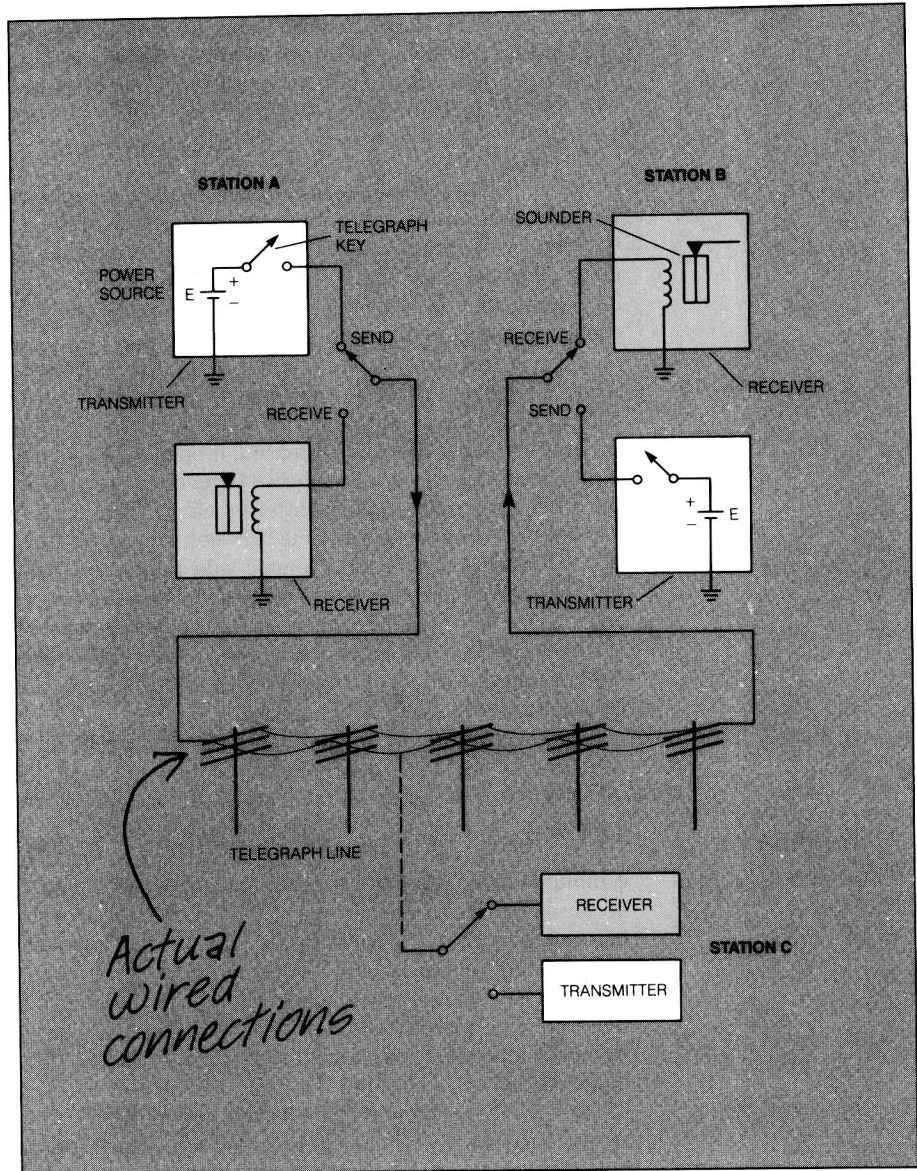 STATION A
STATION B
TELEGRAPH
KEY
SOUNDER
POWER
SOURCE
E
+
−
SEND
RECEIVE
TRANSMITTER
RECEIVER
RECEIVE
SEND
+
−
E
RECEIVER
TRANSMITTER
TELEGRAPH LINE
RECEIVER
STATION C
TRANSMITTER
Actual
wired
connections